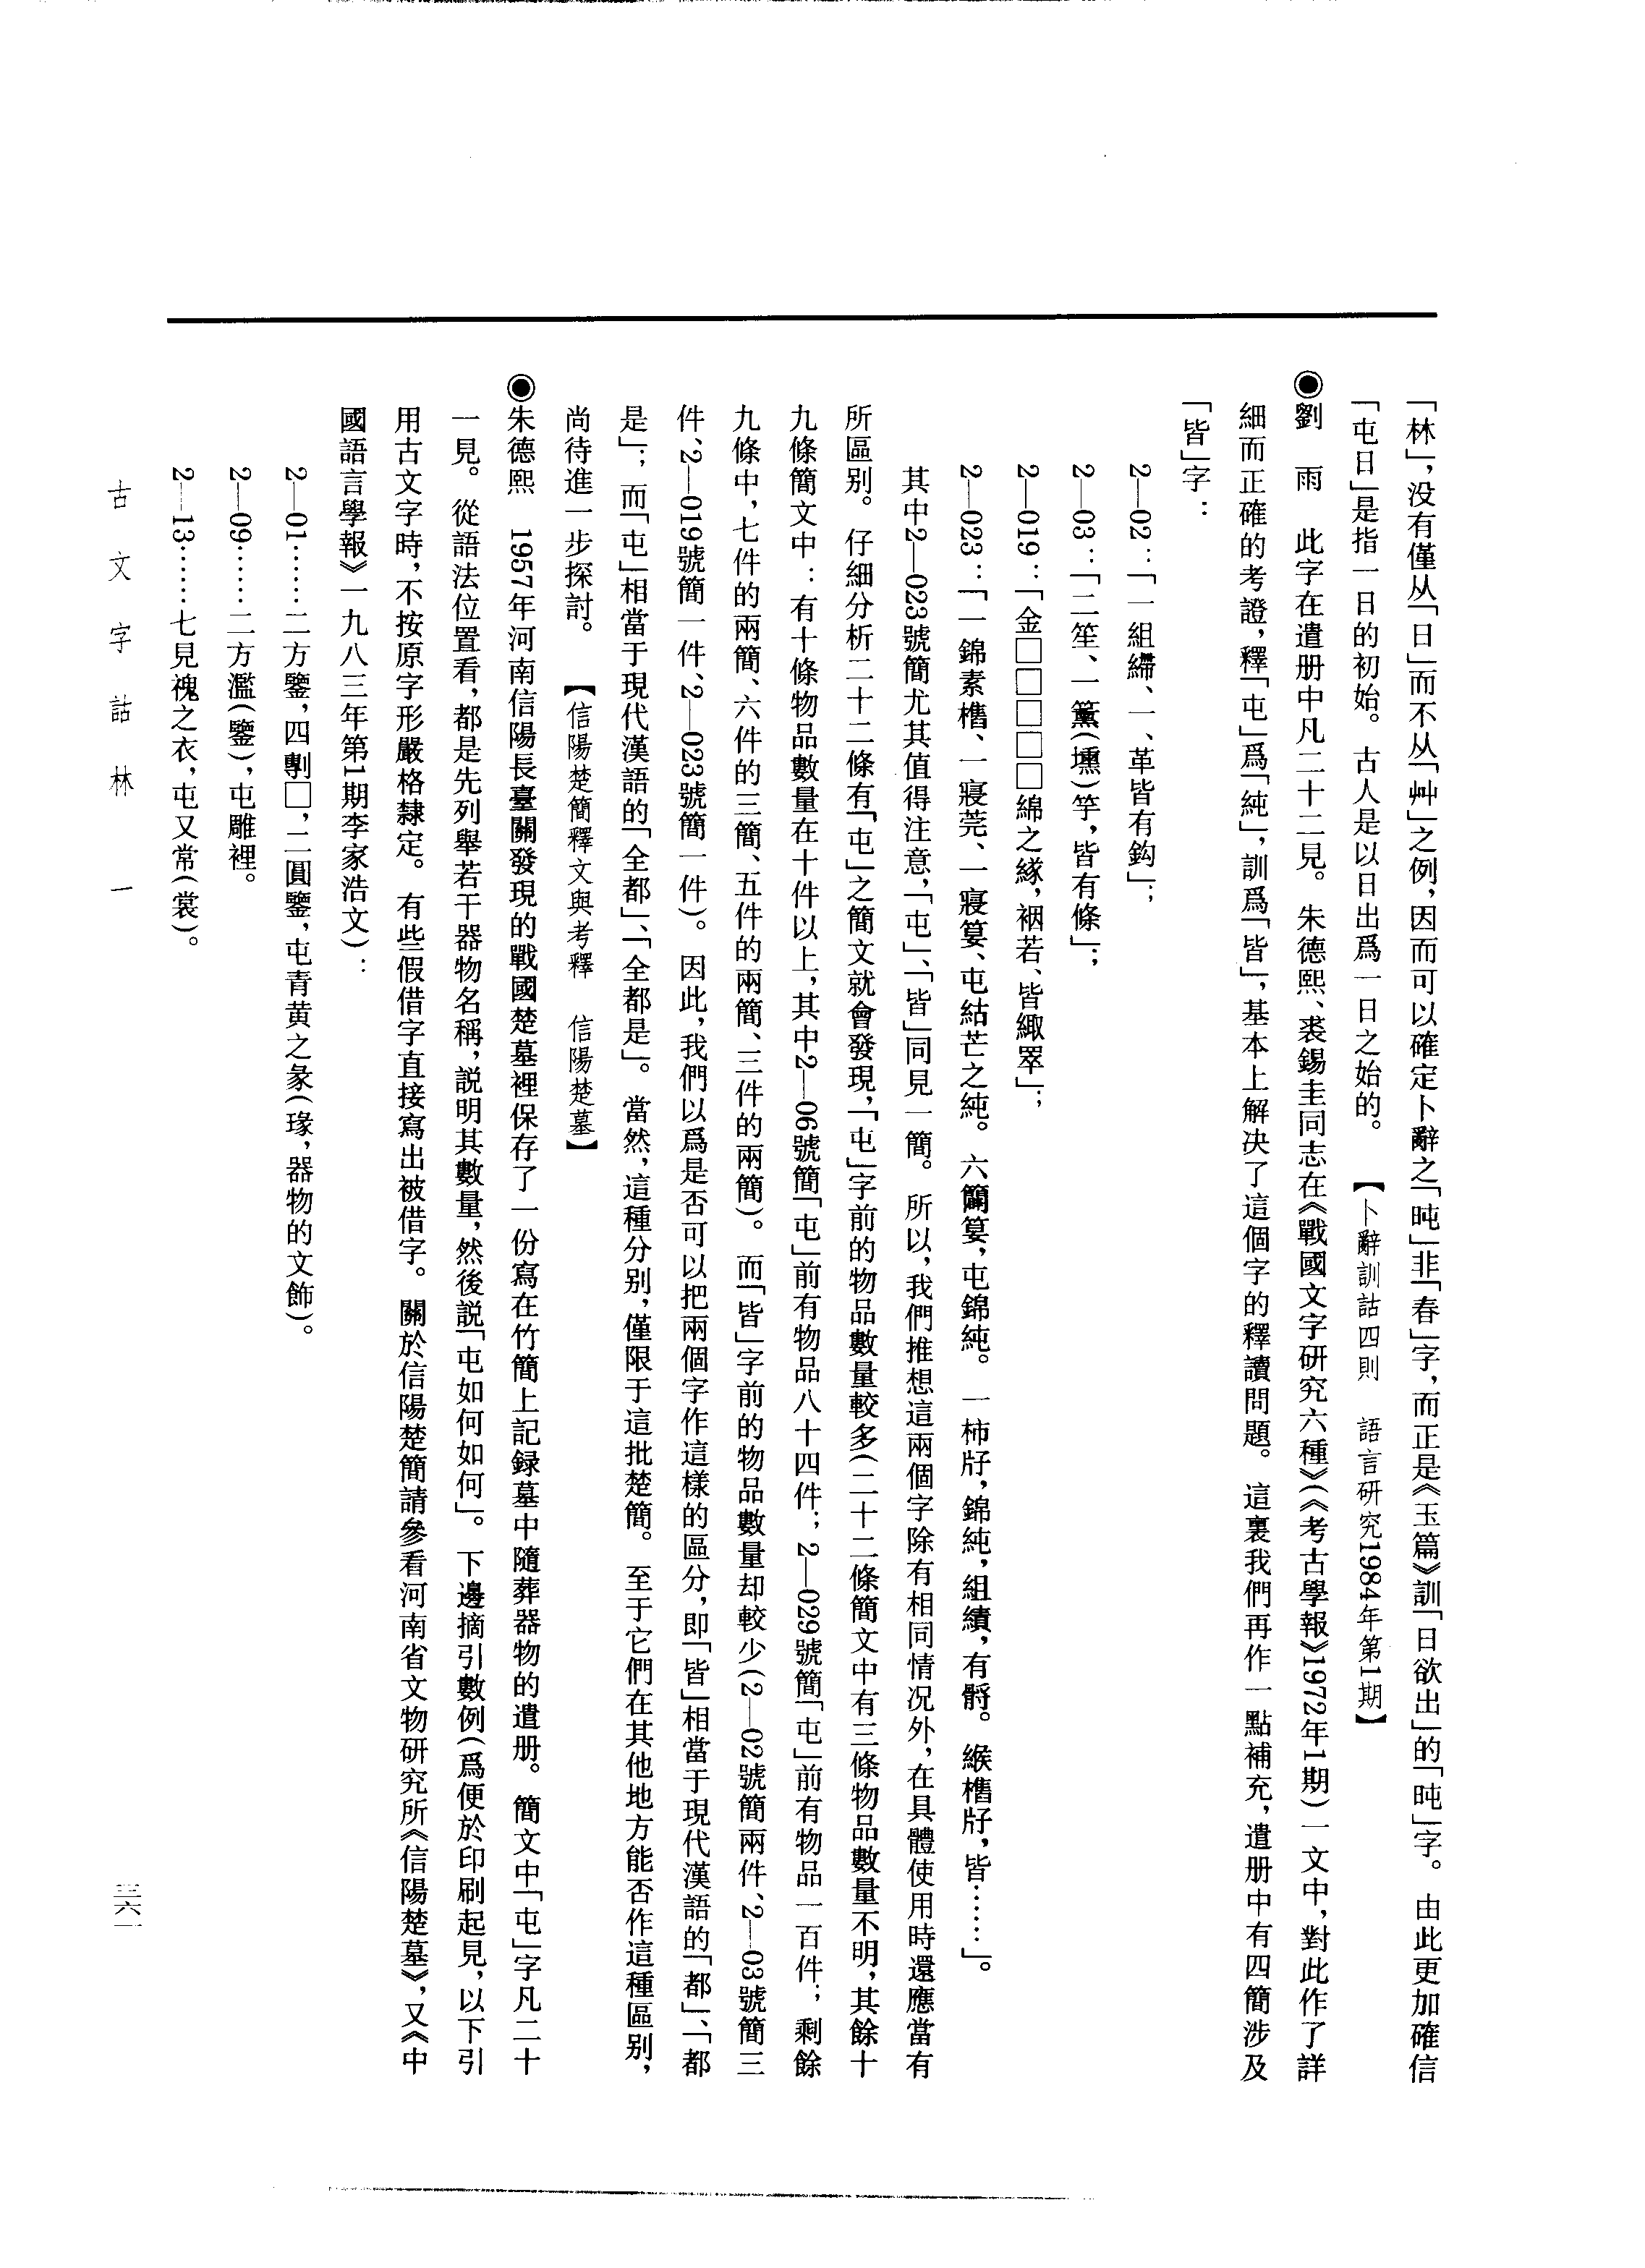 「林」，没有僅从「日」而不从「艸」之例，因而可以確定卜辭之「旽」非「春」字，而正是《玉篇》訓「日欲出」的「旽」字。由此更加確信
「屯日」是指一日的初始。古人是以日出爲一日之始的。　【卜辭訓詁四則　語言研究1984年第1期】
◉劉　雨　此字在遣册中凡二十二見。朱德熙、裘錫圭同志在《戰國文字研究六種》（《考古學報》1972年1期）一文中，對此作了詳
細而正確的考證，釋「屯」爲「純」，訓爲「皆」，基本上解決了這個字的釋讀問題。這裏我們再作一點補充，遣册中有四簡涉及
「皆」字：
2—02：「一組繏、一、革皆有鈎」；
2—03：「二笙、一簅（壎）竽，皆有條」；
2—019：「金□□□□□綿之緣，裀若、皆緅翠」；
2—023：「一錦素櫅、一寢莞、一寢筵、屯結芒之純。六簡筵，屯錦純。一柿㸝，錦純，組繢，有䯘。緱櫅㸝，皆……」。
其中2—023號簡尤其值得注意，「屯」、「皆」同見一簡。所以，我們推想這兩個字除有相同情况外，在具體使用時還應當有
所區别。仔細分析二十二條有「屯」之簡文就會發現，「屯」字前的物品數量較多（二十二條簡文中有三條物品數量不明，其餘十
九條簡文中：有十條物品數量在十件以上，其中2—06號簡「屯」前有物品八十四件；2—029號簡「屯」前有物品一百件；剩餘
九條中，七件的兩簡、六件的三簡、五件的兩簡、三件的兩簡）。而「皆」字前的物品數量却較少（2—02號簡兩件、2—03號簡三
件、2—019號簡一件、2—023號簡一件）。因此，我們以爲是否可以把兩個字作這樣的區分，即「皆」相當于現代漢語的「都」、「都
是」；而「屯」相當于現代漢語的「全都」、「全都是」。當然，這種分别，僅限于這批楚簡。至于它們在其他地方能否作這種區别，
尚待進一步探討。　【信陽楚簡釋文與考釋　信陽楚墓】
◉朱德熙　1957年河南信陽長臺關發現的戰國楚墓裡保存了一份寫在竹簡上記録墓中隨葬器物的遣册。簡文中「屯」字凡二十
一見。從語法位置看，都是先列舉若干器物名稱，説明其數量，然後説「屯如何如何」。下邊摘引數例（爲便於印刷起見，以下引
用古文字時，不按原字形嚴格隸定。有些假借字直接寫出被借字。關於信陽楚簡請參看河南省文物研究所《信陽楚墓》，又《中
國語言學報》一九八三年第1期李家浩文）：
2—01……二方鑒，四剸□，二圓鑒，屯青黄之彖（瑑，器物的文飾）。
2—09……二方濫（鑒），屯雕裡。
2—13……七見褢之衣，屯又常（裳）。
古文字詁林　一
三六一